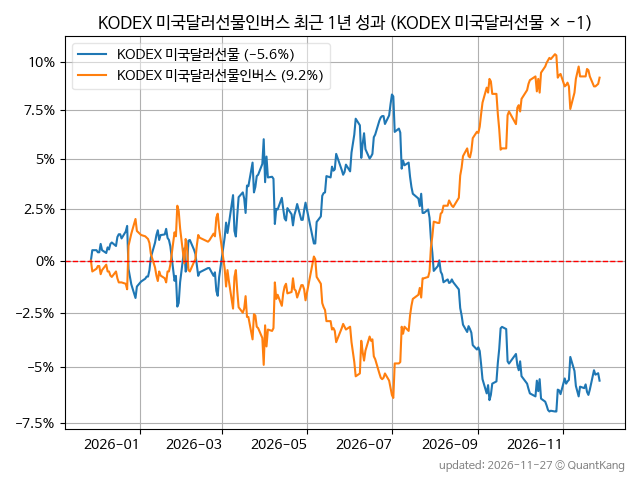 KODEX 미국달러선물인버스 최근 1년 성과 (KODEX 미국달러선물 × −1)
KODEX 미국달러선물 (−5.6%)
KODEX 미국달러선물인버스 (9.2%)
10%
7.5%
5%
2.5%
0%
−2.5%
−5%
−7.5%
2026-01 2026-03 2026-05 2026-07 2026-09 2026-11
updated: 2026-11-27 © QuantKang